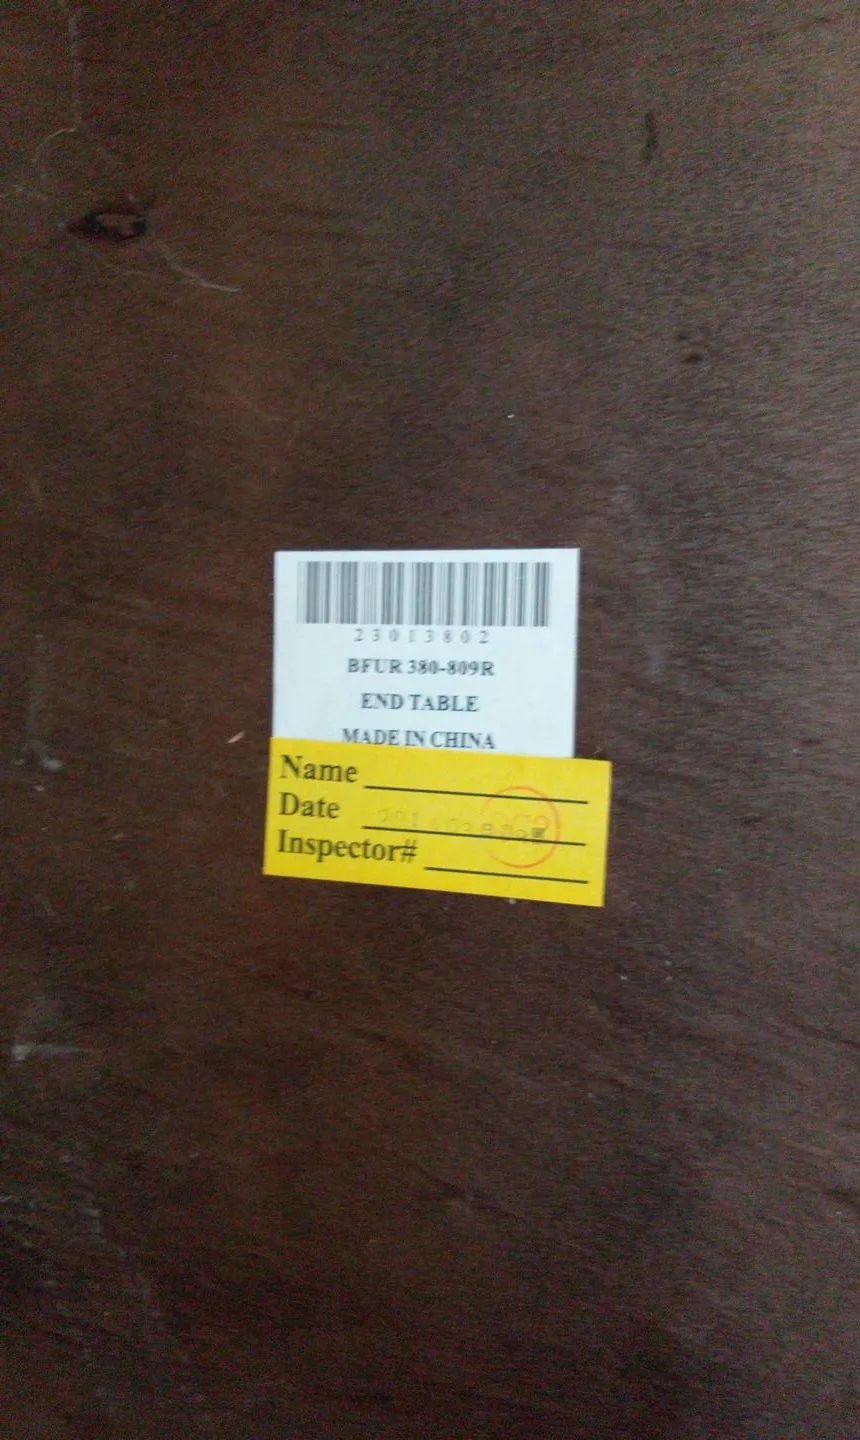 23013802
BFUR 380-809R
END TABLE
MADE IN CHINA
Name
Date
Inspector#